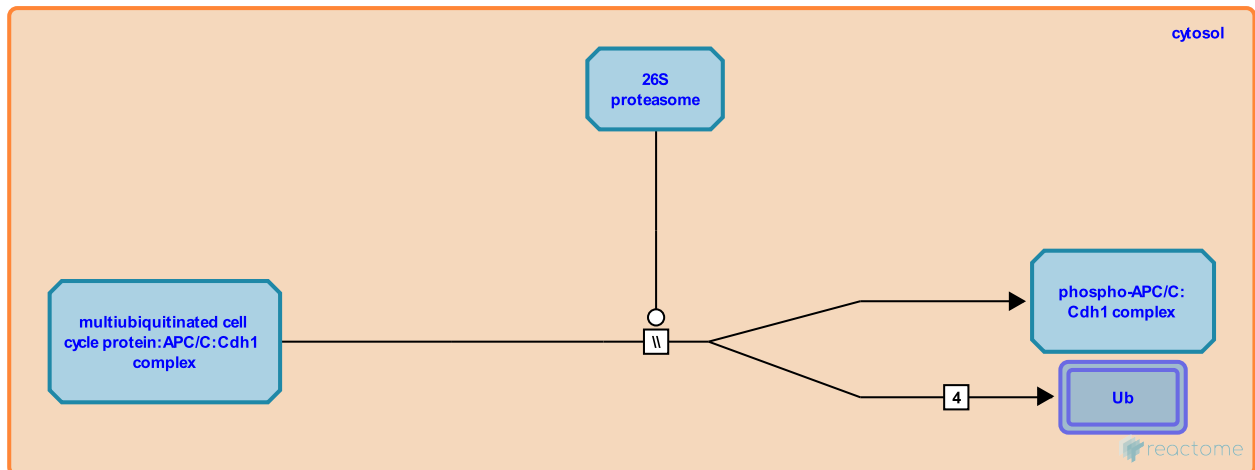 cytosol
26S
proteasome
multiubiquitinated cell
cycle protein:APC/C:Cdh1
complex
\\
phospho-APC/C:
Cdh1 complex
4
Ub
reactome